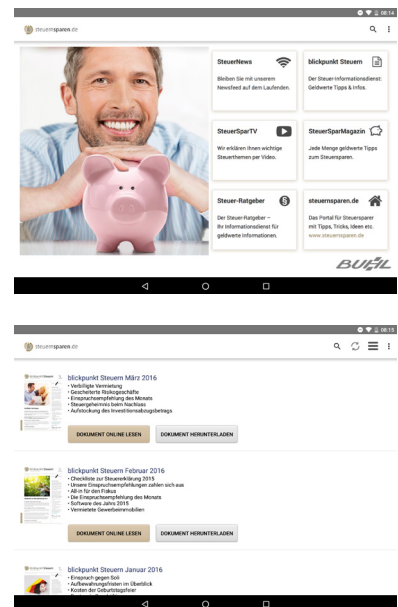 08:14
steuernsparen.de
SteuerNews
Bleiben Sie mit unserem
Newsfeed auf dem Laufenden.
blickpunkt Steuern
Der Steuer-Informationsdienst:
Geldwerte Tipps & Infos.
SteuerSparTV
Wir erklären Ihnen wichtige
Steuerthemen per Video.
SteuerSparMagazin
Jede Menge geldwerte Tipps
zum Steuersparen.
Steuer-Ratgeber
Der Steuer-Ratgeber –
Ihr Informationsdienst für
geldwerte Informationen.
steuernsparen.de
Das Portal für Steuersparer
mit Tipps, Tricks, Ideen etc.
www.steuernsparen.de
BUHL
08:15
steuernsparen.de
blickpunkt Steuern März 2016
• Verbilligte Vermietung
• Gescheiterte Risikogeschäfte
• Einspruchsempfehlung des Monats
• Steuergeheimnis beim Nachlass
• Aufstockung des Investitionsabzugsbetrags
DOKUMENT ONLINE LESEN DOKUMENT HERUNTERLADEN
blickpunkt Steuern Februar 2016
• Checkliste zur Steuererklärung 2015
• Unsere Einspruchsempfehlungen zahlen sich aus
• All-in für den Fiskus
• Die Einspruchsempfehlung des Monats
• Software des Jahres 2015
• Vermietete Gewerbeimmobilien
DOKUMENT ONLINE LESEN DOKUMENT HERUNTERLADEN
blickpunkt Steuern Januar 2016
• Einspruch gegen Soli
• Aufbewahrungsfristen im Überblick
• Kosten der Geburtstagsfeier